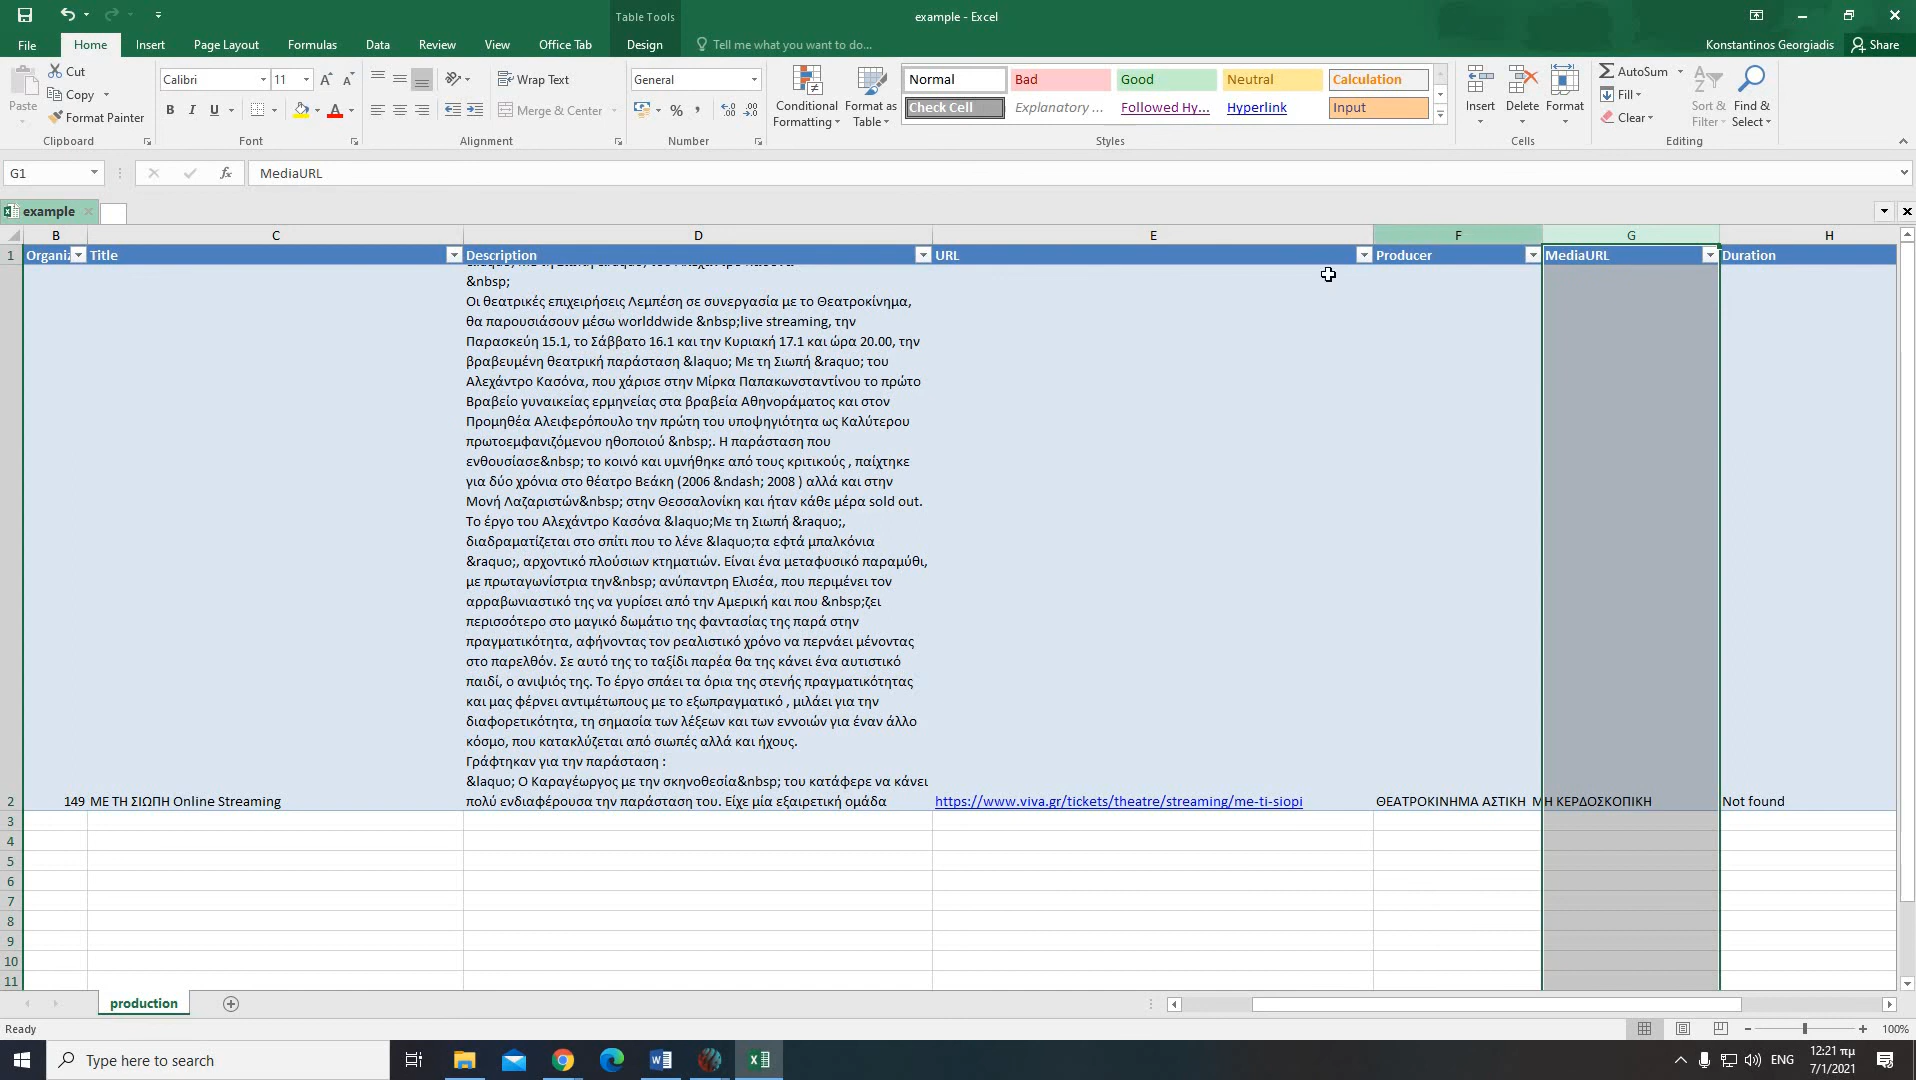 Table Tools
example - Excel
File
Home
Insert
Page Layout
Formulas
Data
Review
View
Office Tab
Design
Tell me what you want to do...
Konstantinos Georgiadis
Share
Paste
Cut
Copy
Format Painter
Clipboard
Calibri
11
B I U
Font
Wrap Text
Merge & Center
Alignment
General
Number
Conditional Formatting
Format as Table
Normal
Bad
Good
Neutral
Calculation
Check Cell
Explanatory ...
Followed Hy...
Hyperlink
Input
Styles
Insert
Delete
Format
Cells
AutoSum
Fill
Clear
Sort & Filter
Find & Select
Editing
G1
fx
MediaURL
example
B C D E F G H
1 Organiz Title Description URL Producer MediaURL Duration
&nbsp;
Οι θεατρικές επιχειρήσεις Λεμπέση σε συνεργασία με το Θεατροκίνημα,
θα παρουσιάσουν μέσω worlddwide &nbsp;live streaming, την
Παρασκεύη 15.1, το Σάββατο 16.1 και την Κυριακή 17.1 και ώρα 20.00, την
βραβευμένη θεατρική παράσταση &laquo; Με τη Σιωπή &raquo; του
Αλεχάντρο Κασόνα, που χάρισε στην Μίρκα Παπακωνσταντίνου το πρώτο
Βραβείο γυναικείας ερμηνείας στα βραβεία Αθηνοράματος και στον
Προμηθέα Αλειφερόπουλο την πρώτη του υποψηγιότητα ως Καλύτερου
πρωτοεμφανιζόμενου ηθοποιού &nbsp;. Η παράσταση που
ενθουσίασε&nbsp; το κοινό και υμνήθηκε από τους κριτικούς , παίχτηκε
για δύο χρόνια στο θέατρο Βεάκη (2006 &ndash; 2008 ) αλλά και στην
Μονή Λαζαριστών&nbsp; στην Θεσσαλονίκη και ήταν κάθε μέρα sold out.
Το έργο του Αλεχάντρο Κασόνα &laquo;Με τη Σιωπή &raquo;,
διαδραματίζεται στο σπίτι που το λένε &laquo;τα εφτά μπαλκόνια
&raquo;, αρχοντικό πλούσιων κτηματιών. Είναι ένα μεταφυσικό παραμύθι,
με πρωταγωνίστρια την&nbsp; ανύπαντρη Ελισέα, που περιμένει τον
αρραβωνιαστικό της να γυρίσει από την Αμερική και που &nbsp;ζει
περισσότερο στο μαγικό δωμάτιο της φαντασίας της παρά στην
πραγματικότητα, αφήνοντας τον ρεαλιστικό χρόνο να περνάει μένοντας
στο παρελθόν. Σε αυτό της το ταξίδι παρέα θα της κάνει ένα αυτιστικό
παιδί, ο ανιψιός της. Το έργο σπάει τα όρια της στενής πραγματικότητας
και μας φέρνει αντιμέτωπους με το εξωπραγματικό , μιλάει για την
διαφορετικότητα, τη σημασία των λέξεων και των εννοιών για έναν άλλο
κόσμο, που κατακλύζεται από σιωπές αλλά και ήχους.
Γράφτηκαν για την παράσταση :
&laquo; Ο Καραγέωργος με την σκηνοθεσία&nbsp; του κατάφερε να κάνει
πολύ ενδιαφέρουσα την παράσταση του. Είχε μία εξαιρετική ομάδα
2 149 ΜΕ ΤΗ ΣΙΩΠΗ Online Streaming https://www.viva.gr/tickets/theatre/streaming/me-ti-siopi ΘΕΑΤΡΟΚΙΝΗΜΑ ΑΣΤΙΚΗ ΜΗ ΚΕΡΔΟΣΚΟΠΙΚΗ Not found
3
4
5
6
7
8
9
10
11
production
Ready
100%
Type here to search
ENG
12:21 πμ
7/1/2021